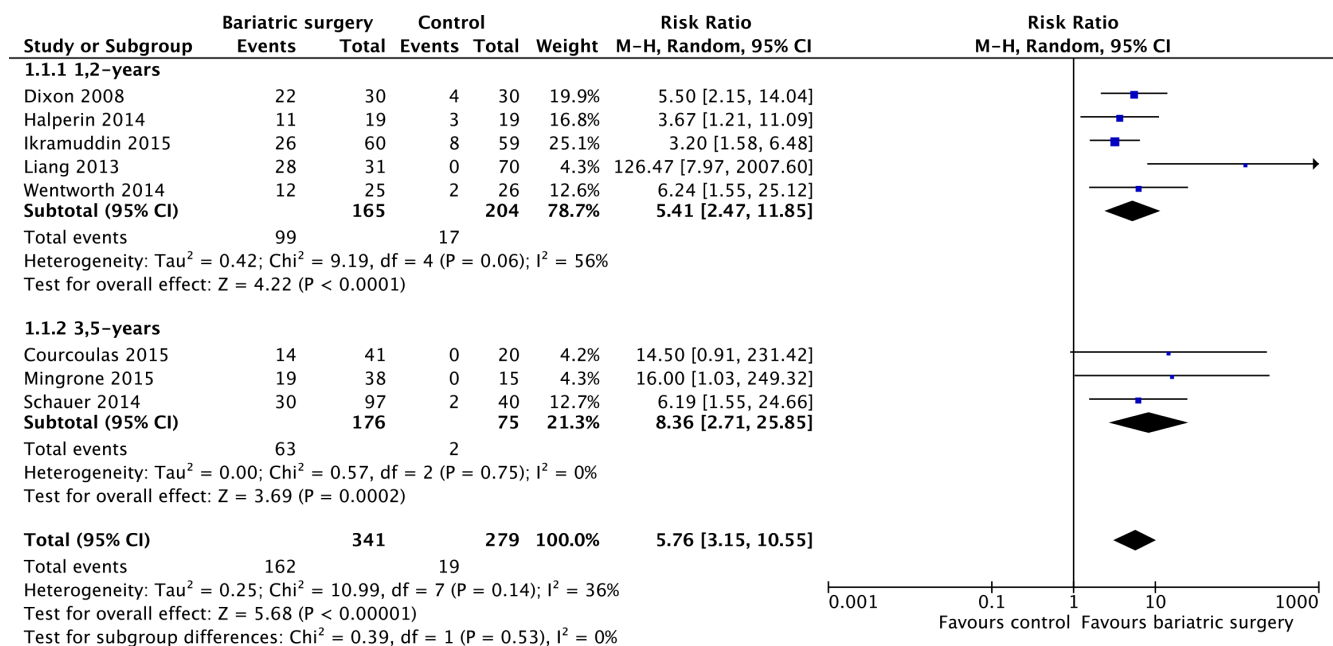 Bariatric surgery Control Risk Ratio Risk Ratio
Study or Subgroup Events Total Events Total Weight M-H, Random, 95% CI M-H, Random, 95% CI
1.1.1 1,2-years
Dixon 2008 22 30 4 30 19.9% 5.50 [2.15, 14.04]
Halperin 2014 11 19 3 19 16.8% 3.67 [1.21, 11.09]
Ikramuddin 2015 26 60 8 59 25.1% 3.20 [1.58, 6.48]
Liang 2013 28 31 0 70 4.3% 126.47 [7.97, 2007.60]
Wentworth 2014 12 25 2 26 12.6% 6.24 [1.55, 25.12]
Subtotal (95% CI) 165 204 78.7% 5.41 [2.47, 11.85]
Total events 99 17
Heterogeneity: Tau² = 0.42; Chi² = 9.19, df = 4 (P = 0.06); I² = 56%
Test for overall effect: Z = 4.22 (P < 0.0001)
1.1.2 3,5-years
Courcoulas 2015 14 41 0 20 4.2% 14.50 [0.91, 231.42]
Mingrone 2015 19 38 0 15 4.3% 16.00 [1.03, 249.32]
Schauer 2014 30 97 2 40 12.7% 6.19 [1.55, 24.66]
Subtotal (95% CI) 176 75 21.3% 8.36 [2.71, 25.85]
Total events 63 2
Heterogeneity: Tau² = 0.00; Chi² = 0.57, df = 2 (P = 0.75); I² = 0%
Test for overall effect: Z = 3.69 (P = 0.0002)
Total (95% CI) 341 279 100.0% 5.76 [3.15, 10.55]
Total events 162 19
Heterogeneity: Tau² = 0.25; Chi² = 10.99, df = 7 (P = 0.14); I² = 36%
Test for overall effect: Z = 5.68 (P < 0.00001)
Test for subgroup differences: Chi² = 0.39, df = 1 (P = 0.53), I² = 0%
0.001 0.1 1 10 1000
Favours control Favours bariatric surgery